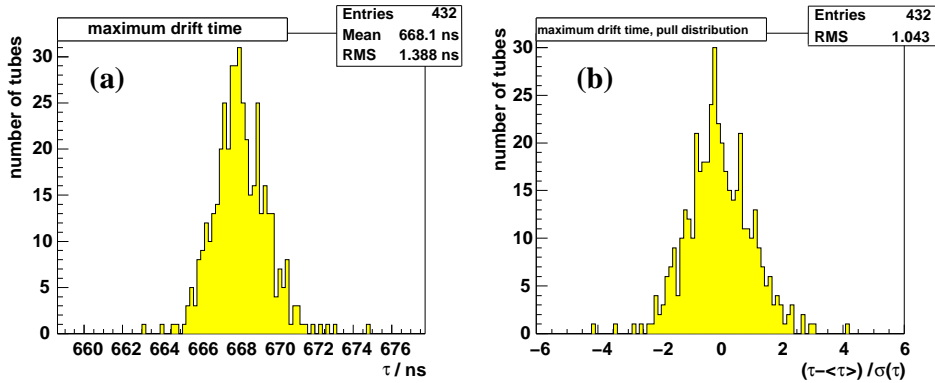 maximum drift time
Entries 432
Mean 668.1 ns
RMS 1.388 ns
(a)
number of tubes
30
25
20
15
10
5
0
660 662 664 666 668 670 672 674 676
τ / ns
maximum drift time, pull distribution
Entries 432
RMS 1.043
(b)
number of tubes
30
25
20
15
10
5
0
−6 −4 −2 0 2 4 6
(τ−<τ>) /σ(τ)